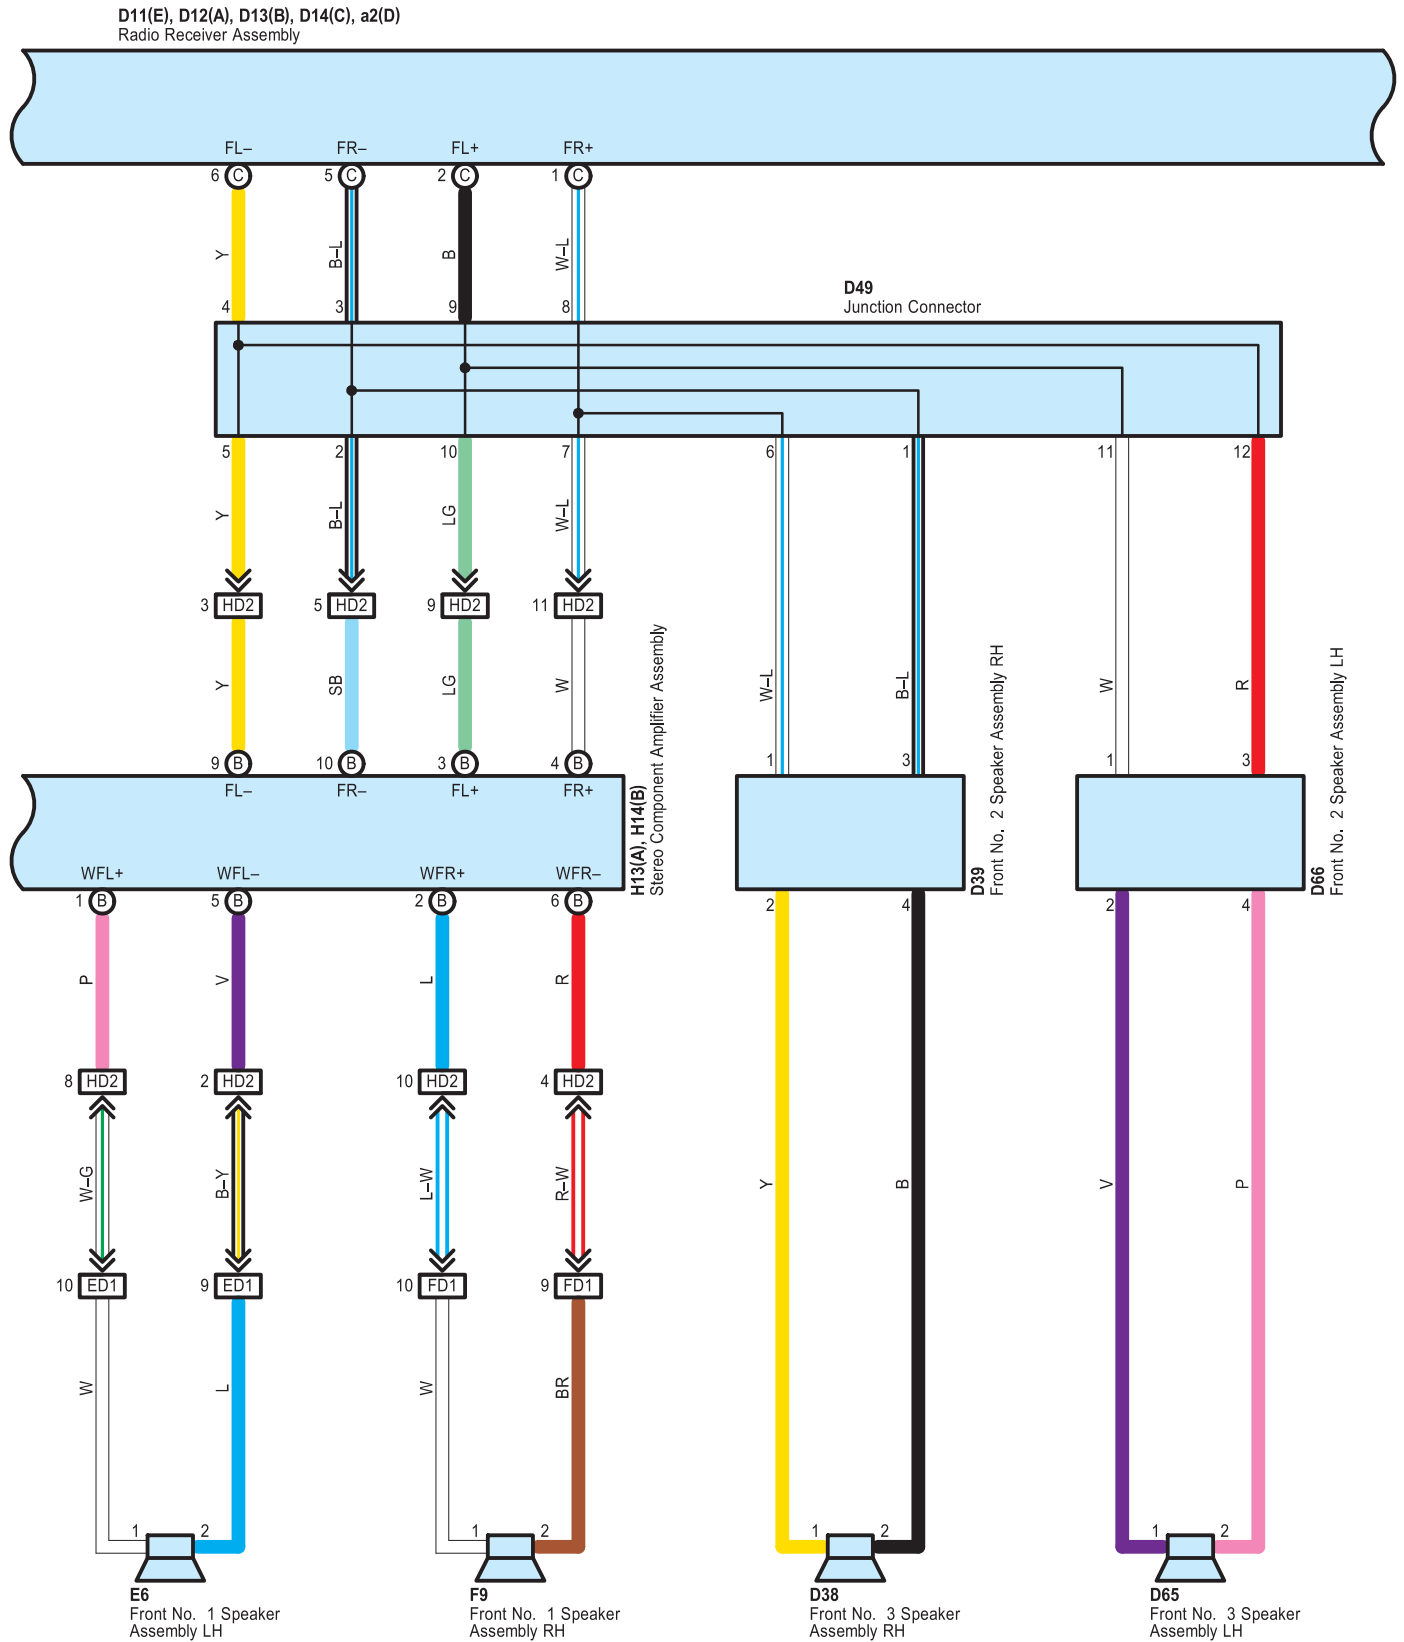 D11(E), D12(A), D13(B), D14(C), a2(D)
Radio Receiver Assembly
FL– FR– FL+ FR+
6 C 5 C 2 C 1 C
Y B–L B W–L
D49
Junction Connector
4 3 9 8
5 2 10 7 6 1 11 12
Y B–L LG W–L
3 HD2 5 HD2 9 HD2 11 HD2
Y SB LG W W–L B–L W R
9 B 10 B 3 B 4 B 1 3 1 3
FL– FR– FL+ FR+
H13(A), H14(B)
Stereo Component Amplifier Assembly
D39
Front No. 2 Speaker Assembly RH
D66
Front No. 2 Speaker Assembly LH
WFL+ WFL– WFR+ WFR–
1 B 5 B 2 B 6 B 2 4 2 4
P V L R
8 HD2 2 HD2 10 HD2 4 HD2
W–G B–Y L–W R–W Y B V P
10 ED1 9 ED1 10 FD1 9 FD1
W L W BR
1 2 1 2 1 2 1 2
E6
Front No. 1 Speaker
Assembly LH
F9
Front No. 1 Speaker
Assembly RH
D38
Front No. 3 Speaker
Assembly RH
D65
Front No. 3 Speaker
Assembly LH